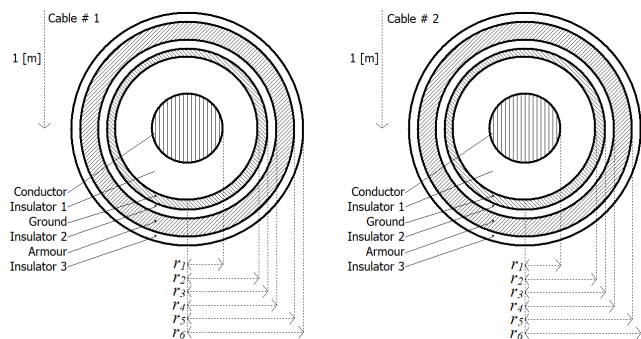 Cable # 1
1 [m]
Conductor
Insulator 1
Ground
Insulator 2
Armour
Insulator 3
r1
r2
r3
r4
r5
r6
Cable # 2
1 [m]
Conductor
Insulator 1
Ground
Insulator 2
Armour
Insulator 3
r1
r2
r3
r4
r5
r6